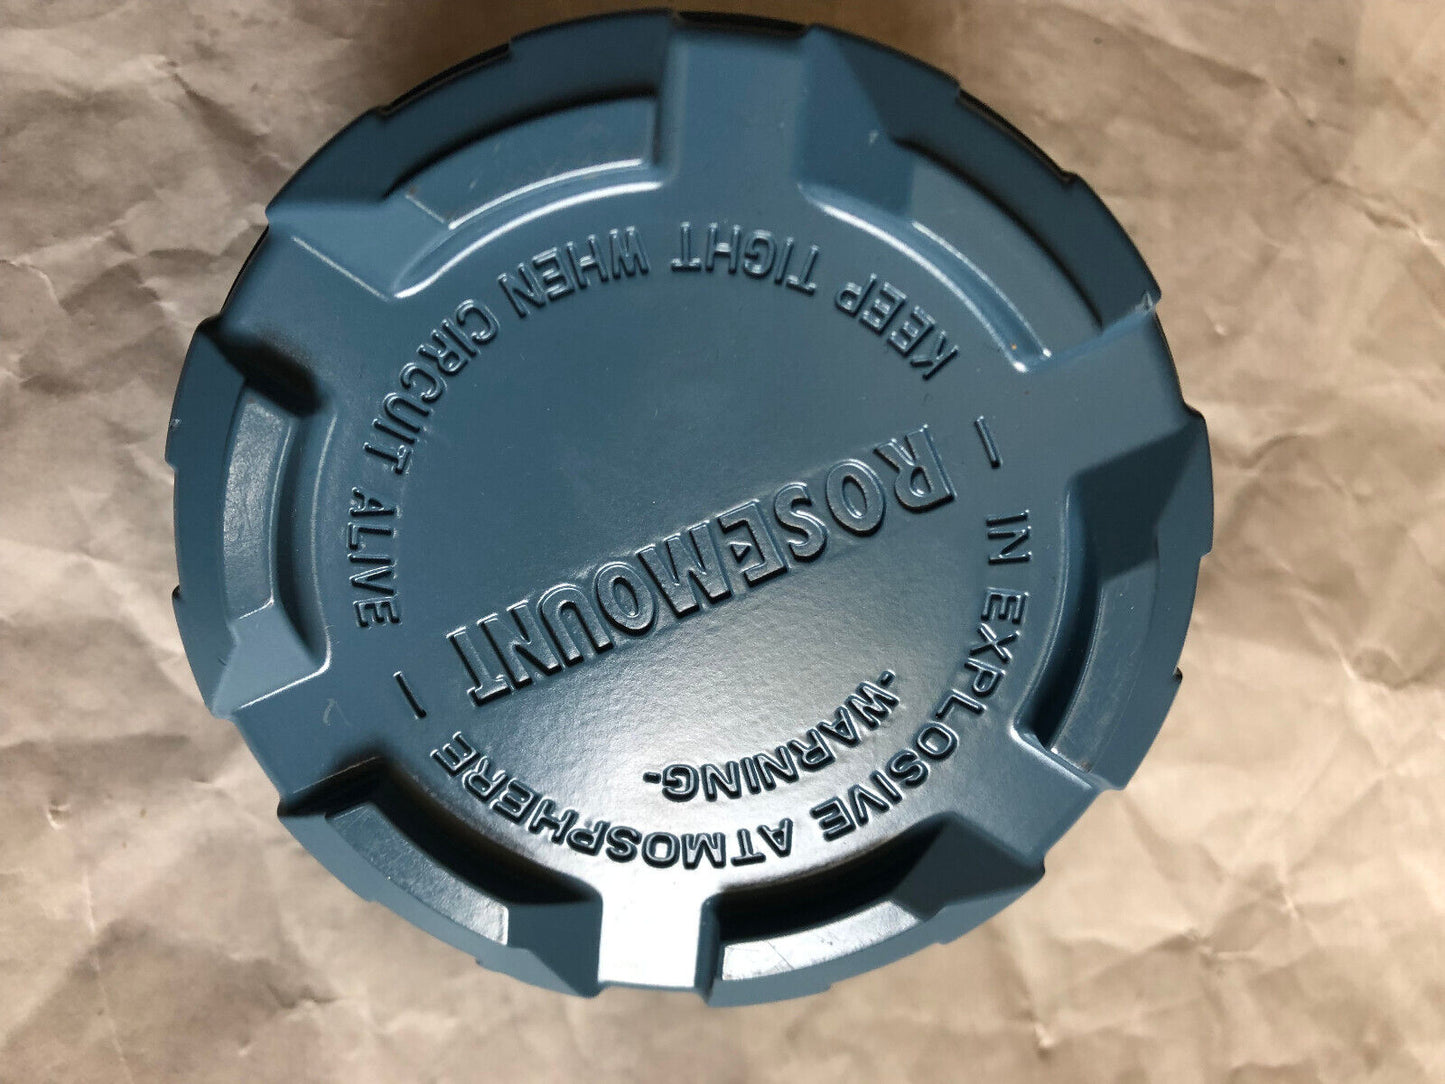 -WARNING-
IN EXPLOSIVE ATMOSPHERE
ROSEMOUNT
KEEP TIGHT WHEN CIRCUIT ALIVE